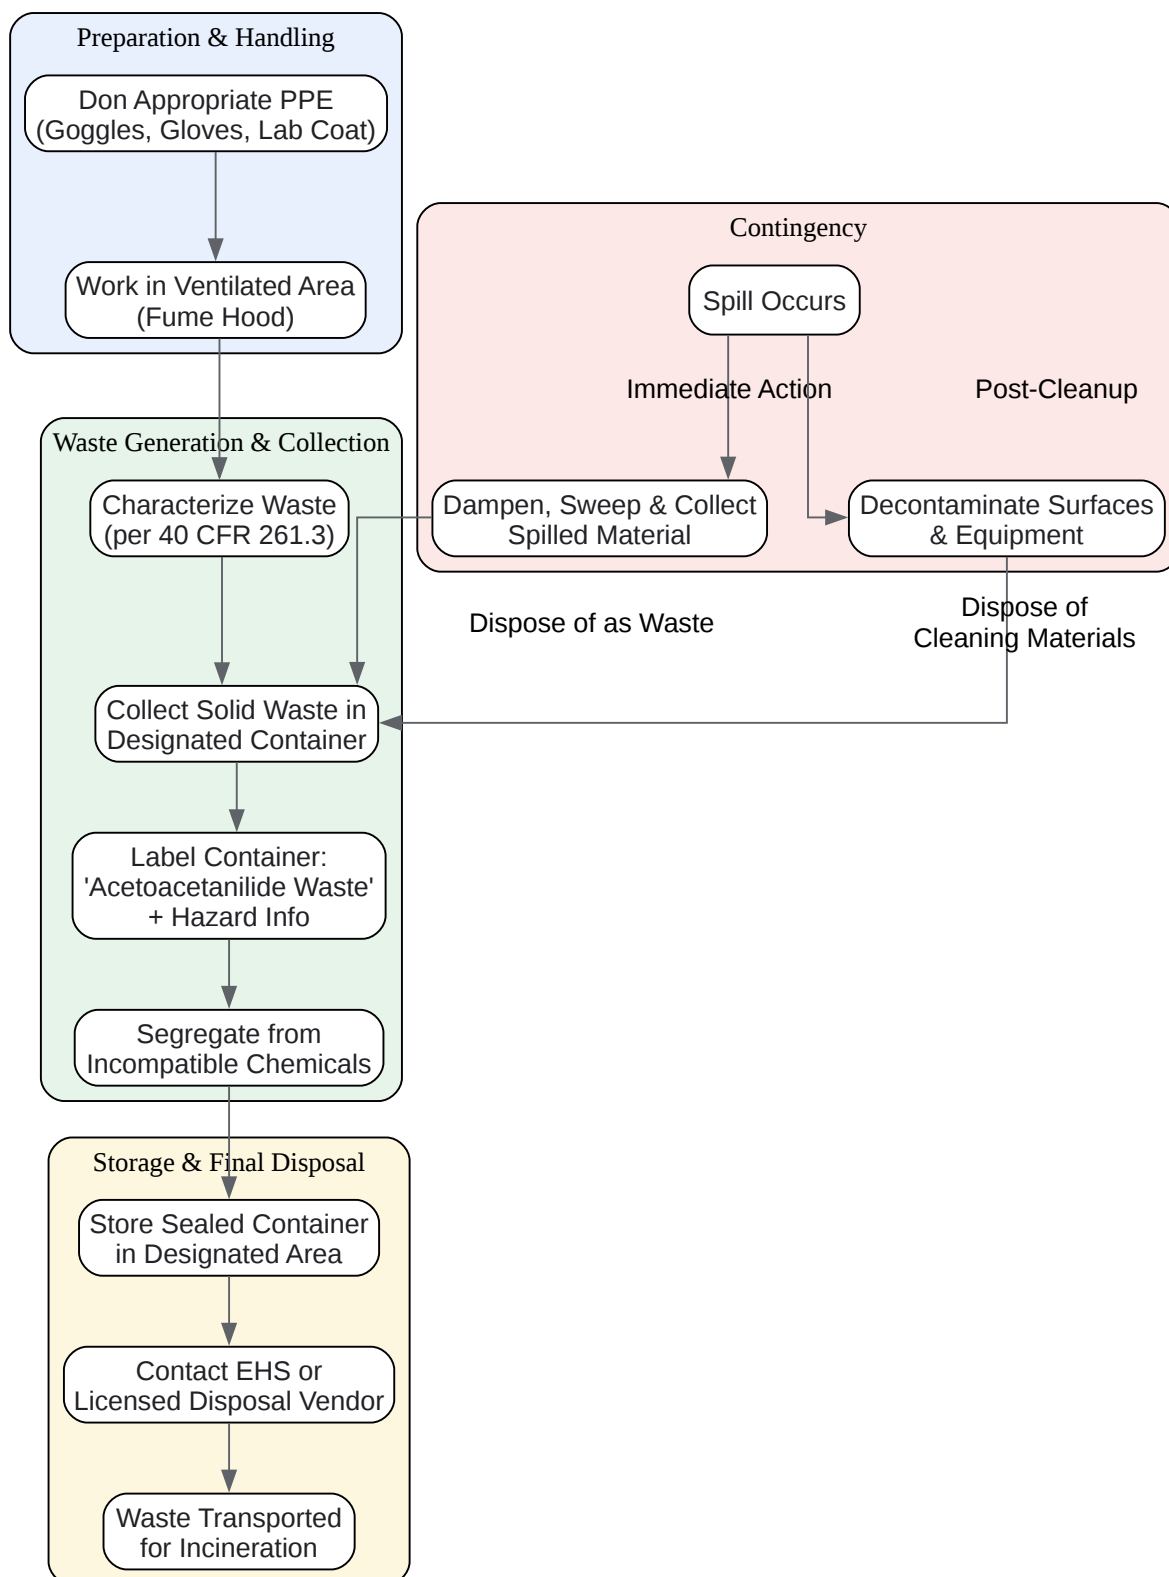 Preparation & Handling
Don Appropriate PPE
(Goggles, Gloves, Lab Coat)
Work in Ventilated Area
(Fume Hood)
Contingency
Spill Occurs
Immediate Action
Post-Cleanup
Dampen, Sweep & Collect
Spilled Material
Decontaminate Surfaces
& Equipment
Dispose of as Waste
Dispose of
Cleaning Materials
Waste Generation & Collection
Characterize Waste
(per 40 CFR 261.3)
Collect Solid Waste in
Designated Container
Label Container:
'Acetoacetanilide Waste'
+ Hazard Info
Segregate from
Incompatible Chemicals
Storage & Final Disposal
Store Sealed Container
in Designated Area
Contact EHS or
Licensed Disposal Vendor
Waste Transported
for Incineration